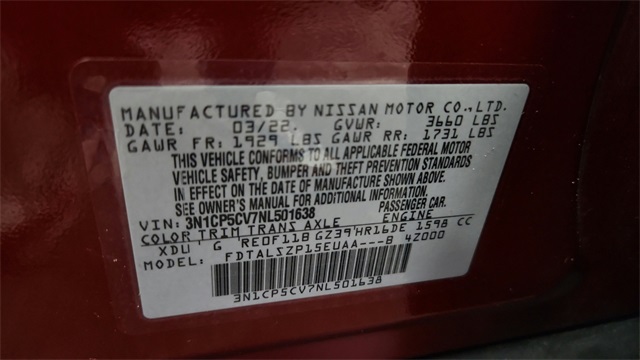 MANUFACTURED BY NISSAN MOTOR CO.,LTD.
DATE: 03/22. GVWR: 3660 LBS
GAWR FR: 1929 LBS GAWR RR: 1731 LBS
THIS VEHICLE CONFORMS TO ALL APPLICABLE FEDERAL MOTOR
VEHICLE SAFETY, BUMPER AND THEFT PREVENTION STANDARDS
IN EFFECT ON THE DATE OF MANUFACTURE SHOWN ABOVE.
SEE OWNER'S MANUAL FOR ADDITIONAL INFORMATION.
VIN: 3N1CP5CV7NL501638 PASSENGER CAR.
COLOR TRIM TRANS AXLE ENGINE
XDU G RE0F11B GZ39 HR16DE 1598 CC
MODEL: FDTALSZP15EUAA---B 4Z000
3N1CP5CV7NL501638